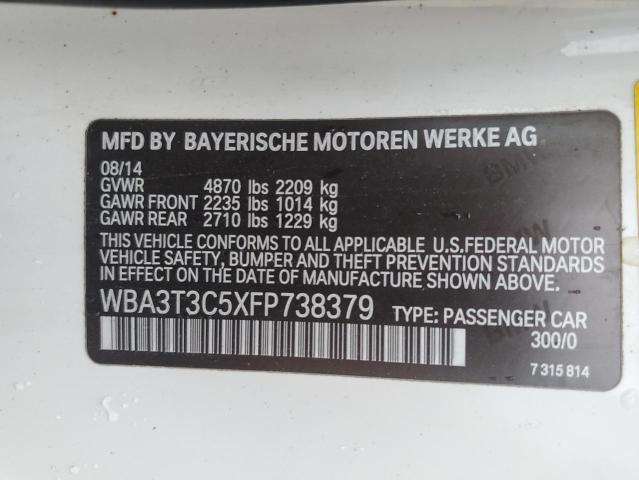 MFD BY BAYERISCHE MOTOREN WERKE AG
08/14
GVWR 4870 lbs 2209 kg
GAWR FRONT 2235 lbs 1014 kg
GAWR REAR 2710 lbs 1229 kg
THIS VEHICLE CONFORMS TO ALL APPLICABLE U.S.FEDERAL MOTOR
VEHICLE SAFETY, BUMPER AND THEFT PREVENTION STANDARDS
IN EFFECT ON THE DATE OF MANUFACTURE SHOWN ABOVE.
WBA3T3C5XFP738379 TYPE: PASSENGER CAR
300/0
7 315 814
BMW
BMW
BMW